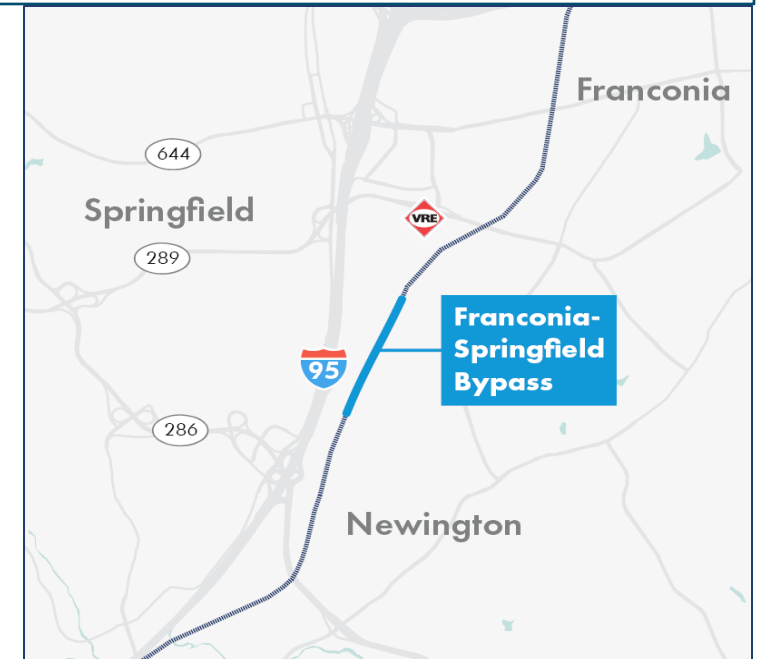 Franconia
644
VRE
Springfield
289
Franconia-
Springfield
Bypass
95
286
Newington